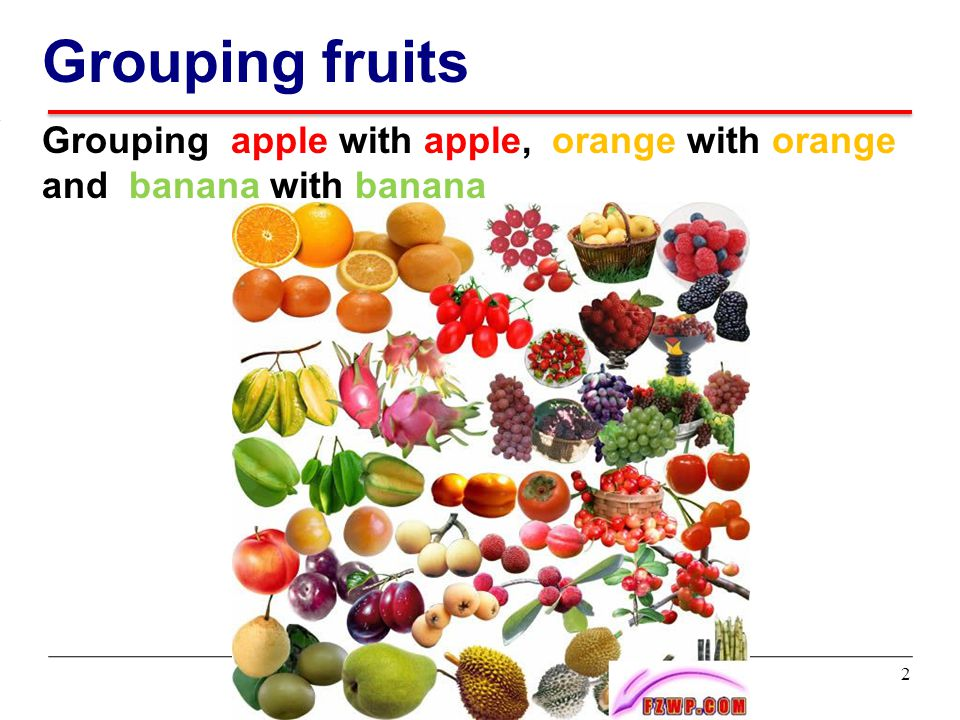 Grouping fruits
Grouping apple with apple, orange with orange
and banana with banana
FZWP.COM
2